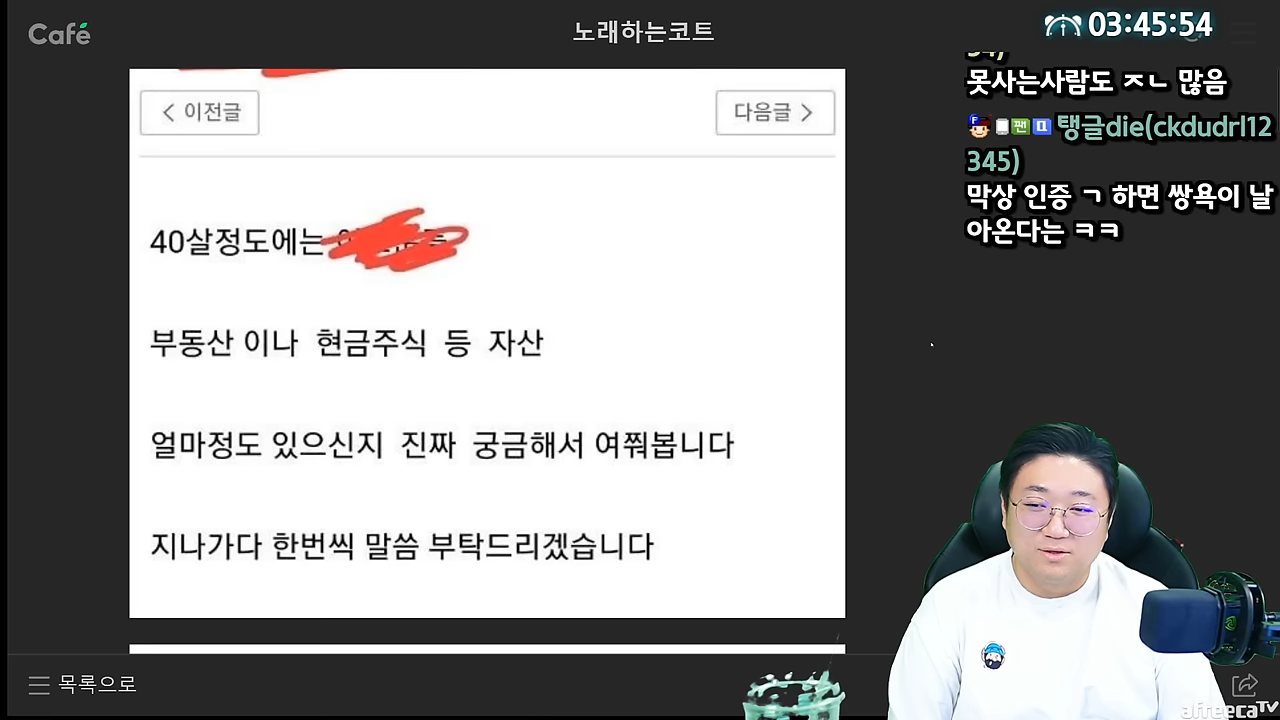 Café
노래하는코트
03:45:54
이전글
다음글
40살정도에는
부동산 이나 현금주식 등 자산
얼마정도 있으신지 진짜 궁금해서 여쭤봅니다
지나가다 한번씩 말씀 부탁드리겠습니다
목록으로
못사는사람도 ㅈㄴ 많음
팬 탱글die(ckdudrl12
345)
막상 인증 ㄱ 하면 쌍욕이 날
아온다는 ㅋㅋ
afreecaTV